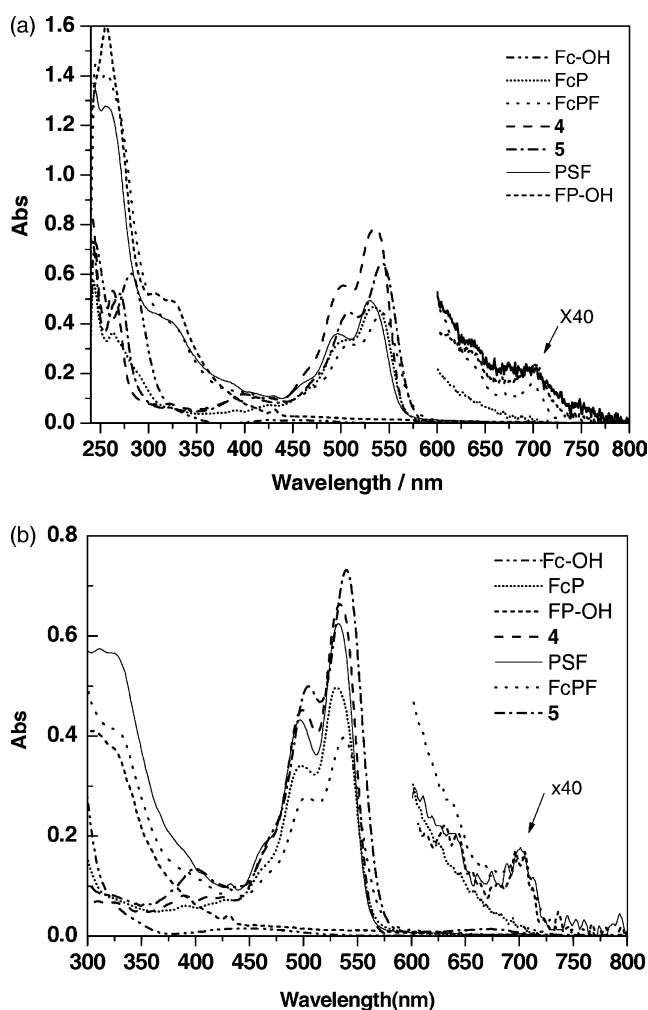 (a)
1.6
1.4
1.2
1.0
0.8
0.6
0.4
0.2
0.0
Abs
Fc-OH
FcP
FcPF
4
5
PSF
FP-OH
X40
250 300 350 400 450 500 550 600 650 700 750 800
Wavelength / nm
(b)
0.8
0.6
0.4
0.2
0.0
Abs
Fc-OH
FcP
FP-OH
4
PSF
FcPF
5
x40
300 350 400 450 500 550 600 650 700 750 800
Wavelength(nm)